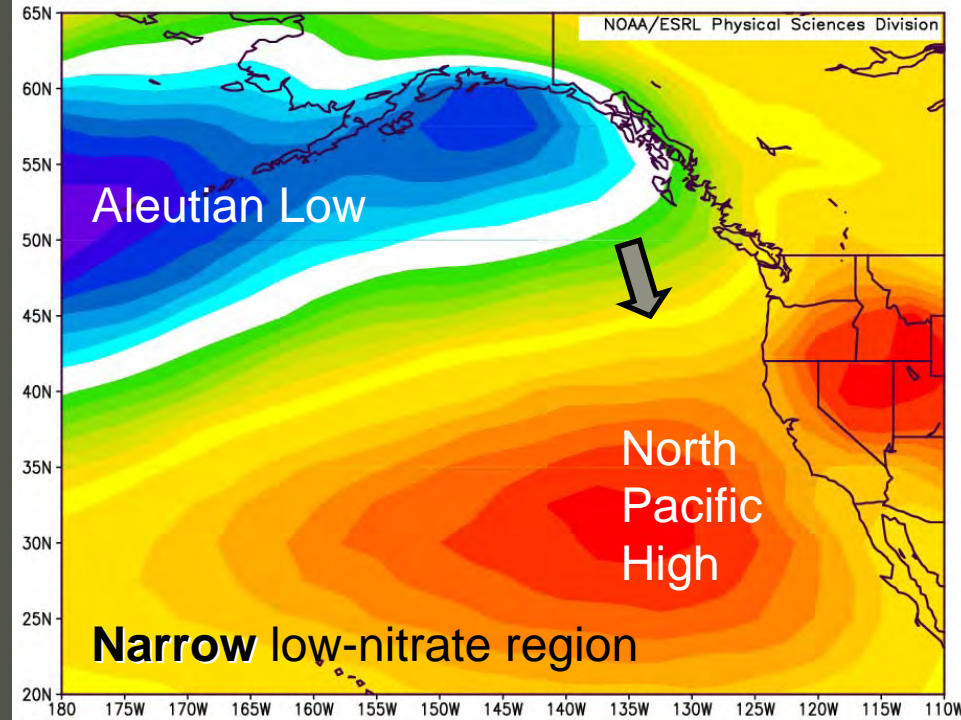 NOAA/ESRL Physical Sciences Division
65N
60N
55N
Aleutian Low
50N
45N
40N
North
Pacific
High
35N
30N
25N
Narrow low-nitrate region
20N
180 175W 170W 165W 160W 155W 150W 145W 140W 135W 130W 125W 120W 115W 110W